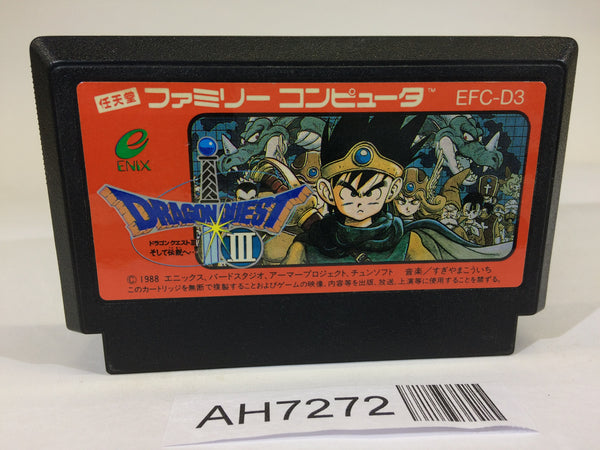 任天堂 ファミリー コンピュータ™ EFC-D3
ENIX
DRAGON QUEST
III
ドラゴンクエストIII
そして伝説へ…
© 1988 エニックス、バードスタジオ、アーマープロジェクト、チュンソフト 音楽／すぎやまこういち
このカートリッジを無断で複製することおよびゲームの映像、内容等を出版、放送、上演等に使用することを禁ずる。
AH7272